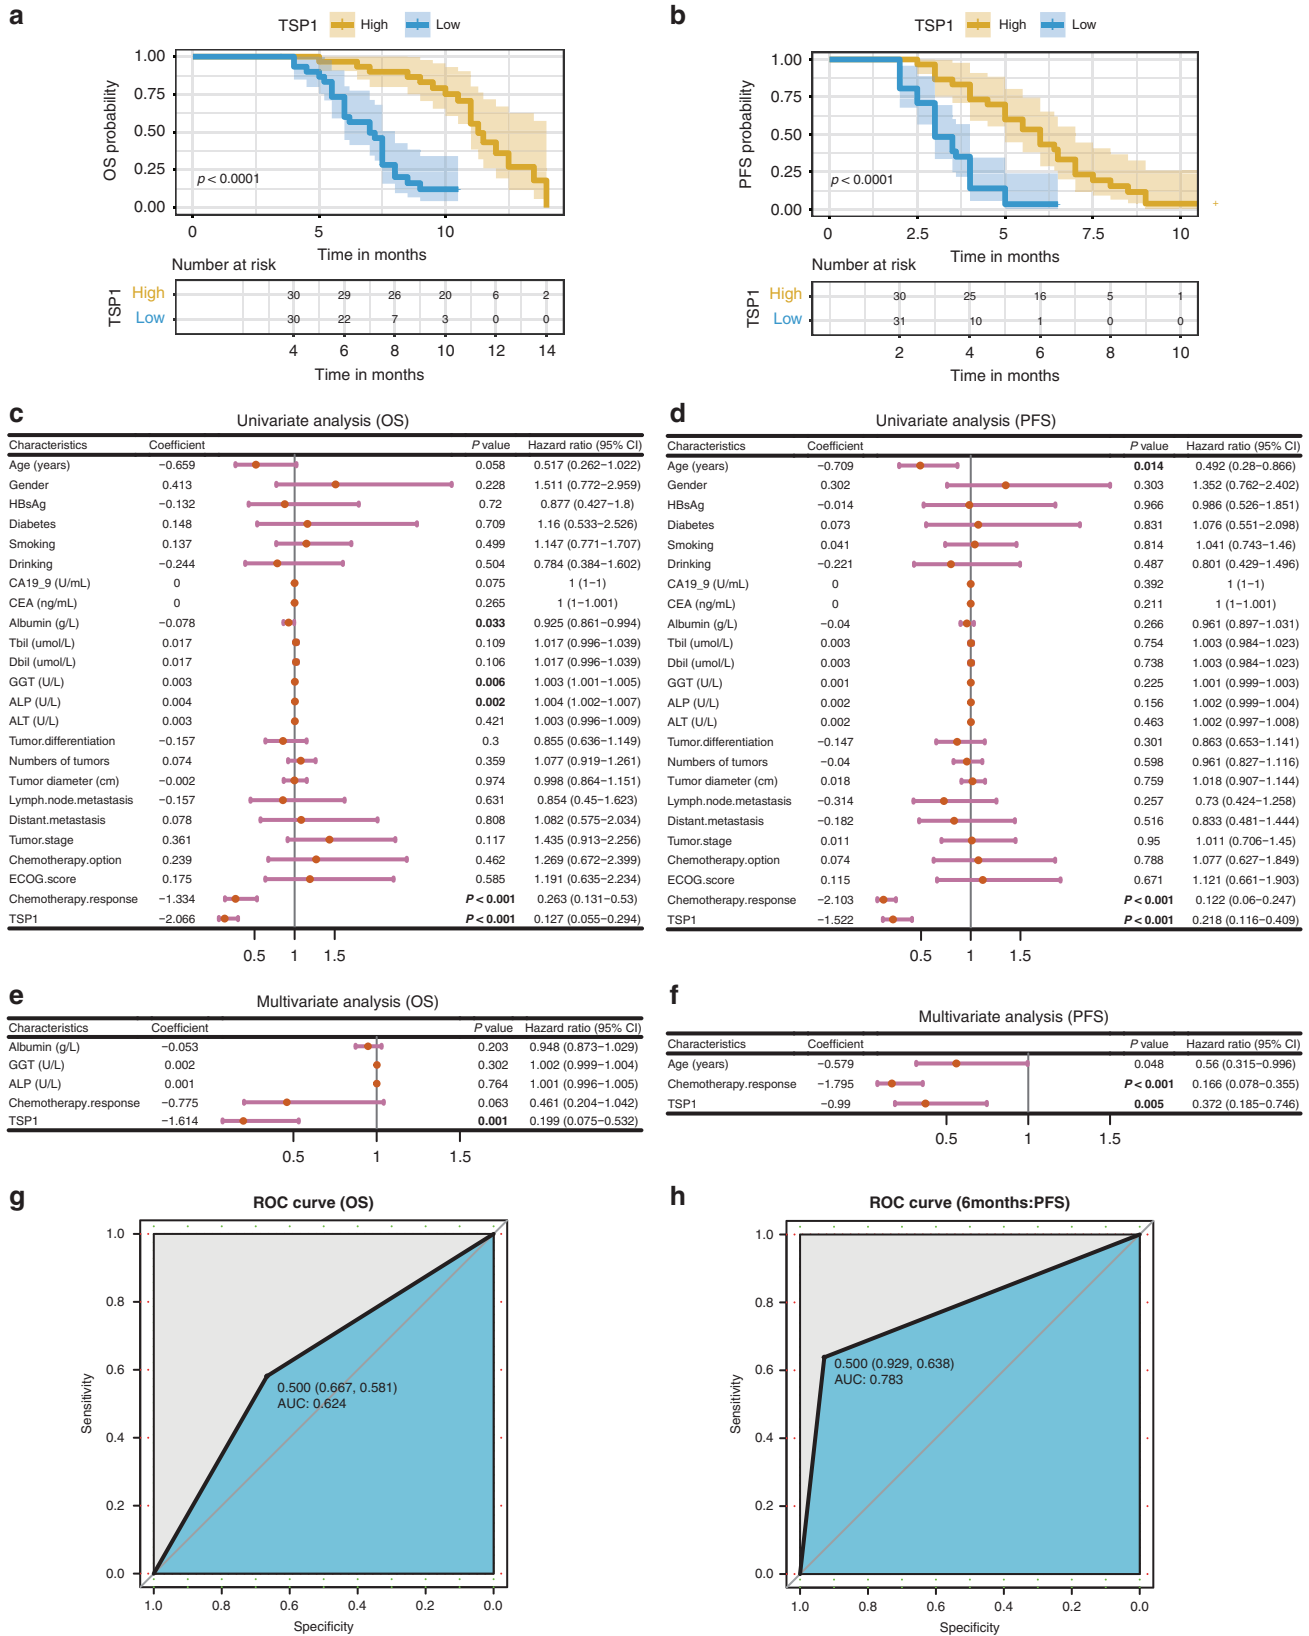 a
TSP1 High Low
OS probability
1.00
0.75
0.50
0.25
0.00
p < 0.0001
0 5 10
Time in months
Number at risk
TSP1
High 30 29 26 20 6 2
Low 30 22 7 3 0 0
4 6 8 10 12 14
Time in months
b
TSP1 High Low
PFS probability
1.00
0.75
0.50
0.25
0.00
p < 0.0001
0 2.5 5 7.5 10
Time in months
Number at risk
TSP1
High 30 25 16 5 1
Low 31 10 1 0 0
2 4 6 8 10
Time in months
c
Univariate analysis (OS)
Characteristics Coefficient P value Hazard ratio (95% CI)
Age (years) −0.659 0.058 0.517 (0.262−1.022)
Gender 0.413 0.228 1.511 (0.772−2.959)
HBsAg −0.132 0.72 0.877 (0.427−1.8)
Diabetes 0.148 0.709 1.16 (0.533−2.526)
Smoking 0.137 0.499 1.147 (0.771−1.707)
Drinking −0.244 0.504 0.784 (0.384−1.602)
CA19_9 (U/mL) 0 0.075 1 (1−1)
CEA (ng/mL) 0 0.265 1 (1−1.001)
Albumin (g/L) −0.078 0.033 0.925 (0.861−0.994)
Tbil (umol/L) 0.017 0.109 1.017 (0.996−1.039)
Dbil (umol/L) 0.017 0.106 1.017 (0.996−1.039)
GGT (U/L) 0.003 0.006 1.003 (1.001−1.005)
ALP (U/L) 0.004 0.002 1.004 (1.002−1.007)
ALT (U/L) 0.003 0.421 1.003 (0.996−1.009)
Tumor.differentiation −0.157 0.3 0.855 (0.636−1.149)
Numbers of tumors 0.074 0.359 1.077 (0.919−1.261)
Tumor diameter (cm) −0.002 0.974 0.998 (0.864−1.151)
Lymph.node.metastasis −0.157 0.631 0.854 (0.45−1.623)
Distant.metastasis 0.078 0.808 1.082 (0.575−2.034)
Tumor.stage 0.361 0.117 1.435 (0.913−2.256)
Chemotherapy.option 0.239 0.462 1.269 (0.672−2.399)
ECOG.score 0.175 0.585 1.191 (0.635−2.234)
Chemotherapy.response −1.334 P < 0.001 0.263 (0.131−0.53)
TSP1 −2.066 P < 0.001 0.127 (0.055−0.294)
0.5 1 1.5
d
Univariate analysis (PFS)
Characteristics Coefficient P value Hazard ratio (95% CI)
Age (years) −0.709 0.014 0.492 (0.28−0.866)
Gender 0.302 0.303 1.352 (0.762−2.402)
HBsAg −0.014 0.966 0.986 (0.526−1.851)
Diabetes 0.073 0.831 1.076 (0.551−2.098)
Smoking 0.041 0.814 1.041 (0.743−1.46)
Drinking −0.221 0.487 0.801 (0.429−1.496)
CA19_9 (U/mL) 0 0.392 1 (1−1)
CEA (ng/mL) 0 0.211 1 (1−1.001)
Albumin (g/L) −0.04 0.266 0.961 (0.897−1.031)
Tbil (umol/L) 0.003 0.754 1.003 (0.984−1.023)
Dbil (umol/L) 0.003 0.738 1.003 (0.984−1.023)
GGT (U/L) 0.001 0.225 1.001 (0.999−1.003)
ALP (U/L) 0.002 0.156 1.002 (0.999−1.004)
ALT (U/L) 0.002 0.463 1.002 (0.997−1.008)
Tumor.differentiation −0.147 0.301 0.863 (0.653−1.141)
Numbers of tumors −0.04 0.598 0.961 (0.827−1.116)
Tumor diameter (cm) 0.018 0.759 1.018 (0.907−1.144)
Lymph.node.metastasis −0.314 0.257 0.73 (0.424−1.258)
Distant.metastasis −0.182 0.516 0.833 (0.481−1.444)
Tumor.stage 0.011 0.95 1.011 (0.706−1.45)
Chemotherapy.option 0.074 0.788 1.077 (0.627−1.849)
ECOG.score 0.115 0.671 1.121 (0.661−1.903)
Chemotherapy.response −2.103 P < 0.001 0.122 (0.06−0.247)
TSP1 −1.522 P < 0.001 0.218 (0.116−0.409)
0.5 1 1.5
e
Multivariate analysis (OS)
Characteristics Coefficient P value Hazard ratio (95% CI)
Albumin (g/L) −0.053 0.203 0.948 (0.873−1.029)
GGT (U/L) 0.002 0.302 1.002 (0.999−1.004)
ALP (U/L) 0.001 0.764 1.001 (0.996−1.005)
Chemotherapy.response −0.775 0.063 0.461 (0.204−1.042)
TSP1 −1.614 0.001 0.199 (0.075−0.532)
0.5 1 1.5
f
Multivariate analysis (PFS)
Characteristics Coefficient P value Hazard ratio (95% CI)
Age (years) −0.579 0.048 0.56 (0.315−0.996)
Chemotherapy.response −1.795 P < 0.001 0.166 (0.078−0.355)
TSP1 −0.99 0.005 0.372 (0.185−0.746)
0.5 1 1.5
g
ROC curve (OS)
Sensitivity
1.0
0.8
0.6
0.4
0.2
0.0
0.500 (0.667, 0.581)
AUC: 0.624
1.0 0.8 0.6 0.4 0.2 0.0
Specificity
h
ROC curve (6months:PFS)
Sensitivity
1.0
0.8
0.6
0.4
0.2
0.0
0.500 (0.929, 0.638)
AUC: 0.783
1.0 0.8 0.6 0.4 0.2 0.0
Specificity